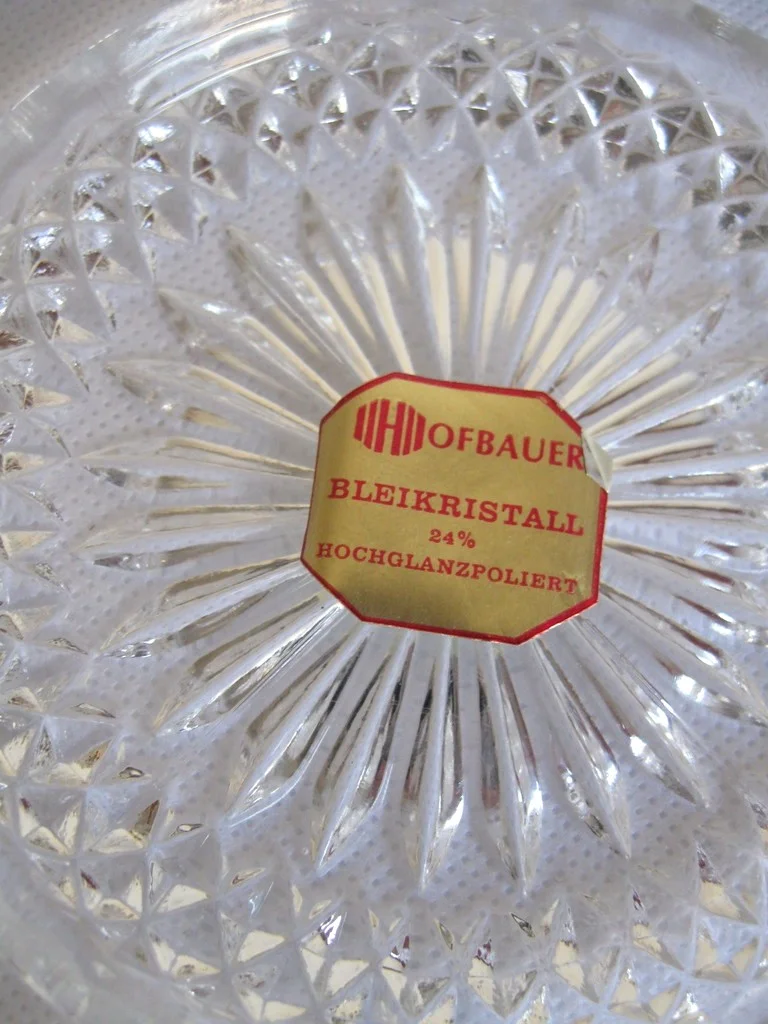 HOFBAUER
BLEIKRISTALL
24%
HOCHGLANZPOLIERT